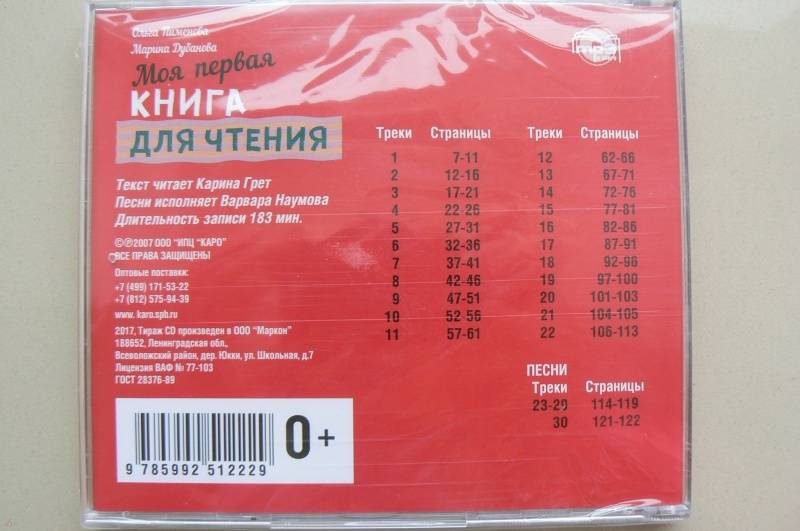 Ольга Пименова
Марина Дубанова
Моя первая
КНИГА
ДЛЯ ЧТЕНИЯ
Текст читает Карина Грет
Песни исполняет Варвара Наумова
Длительность записи 183 мин.
©℗2007 ООО "ИПЦ "КАРО"
ВСЕ ПРАВА ЗАЩИЩЕНЫ
Оптовые поставки:
+7 (499) 171-53-22
+7 (812) 575-94-39
www. karo.spb.ru
2017, Тираж CD произведен в ООО "Маркон"
188652, Ленинградская обл.,
Всеволожский район, дер. Юкки, ул. Школьная, д.7
Лицензия ВАФ № 77-103
ГОСТ 28376-89
9 785992 512229
0+
mp3
Треки Страницы
1 7-11
2 12-16
3 17-21
4 22-26
5 27-31
6 32-36
7 37-41
8 42-46
9 47-51
10 52-56
11 57-61
Треки Страницы
12 62-66
13 67-71
14 72-76
15 77-81
16 82-86
17 87-91
18 92-96
19 97-100
20 101-103
21 104-105
22 106-113
ПЕСНИ
Треки Страницы
23-29 114-119
30 121-122